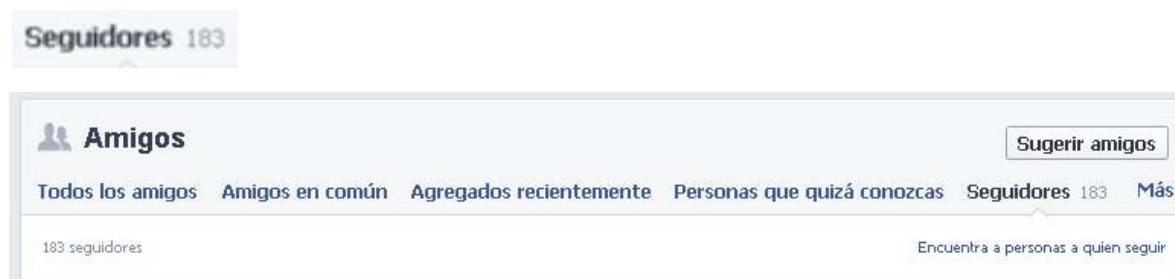 Seguidores 183
Amigos
Sugerir amigos
Todos los amigos Amigos en común Agregados recientemente Personas que quizá conozcas Seguidores 183 Más
183 seguidores
Encuentra a personas a quien seguir